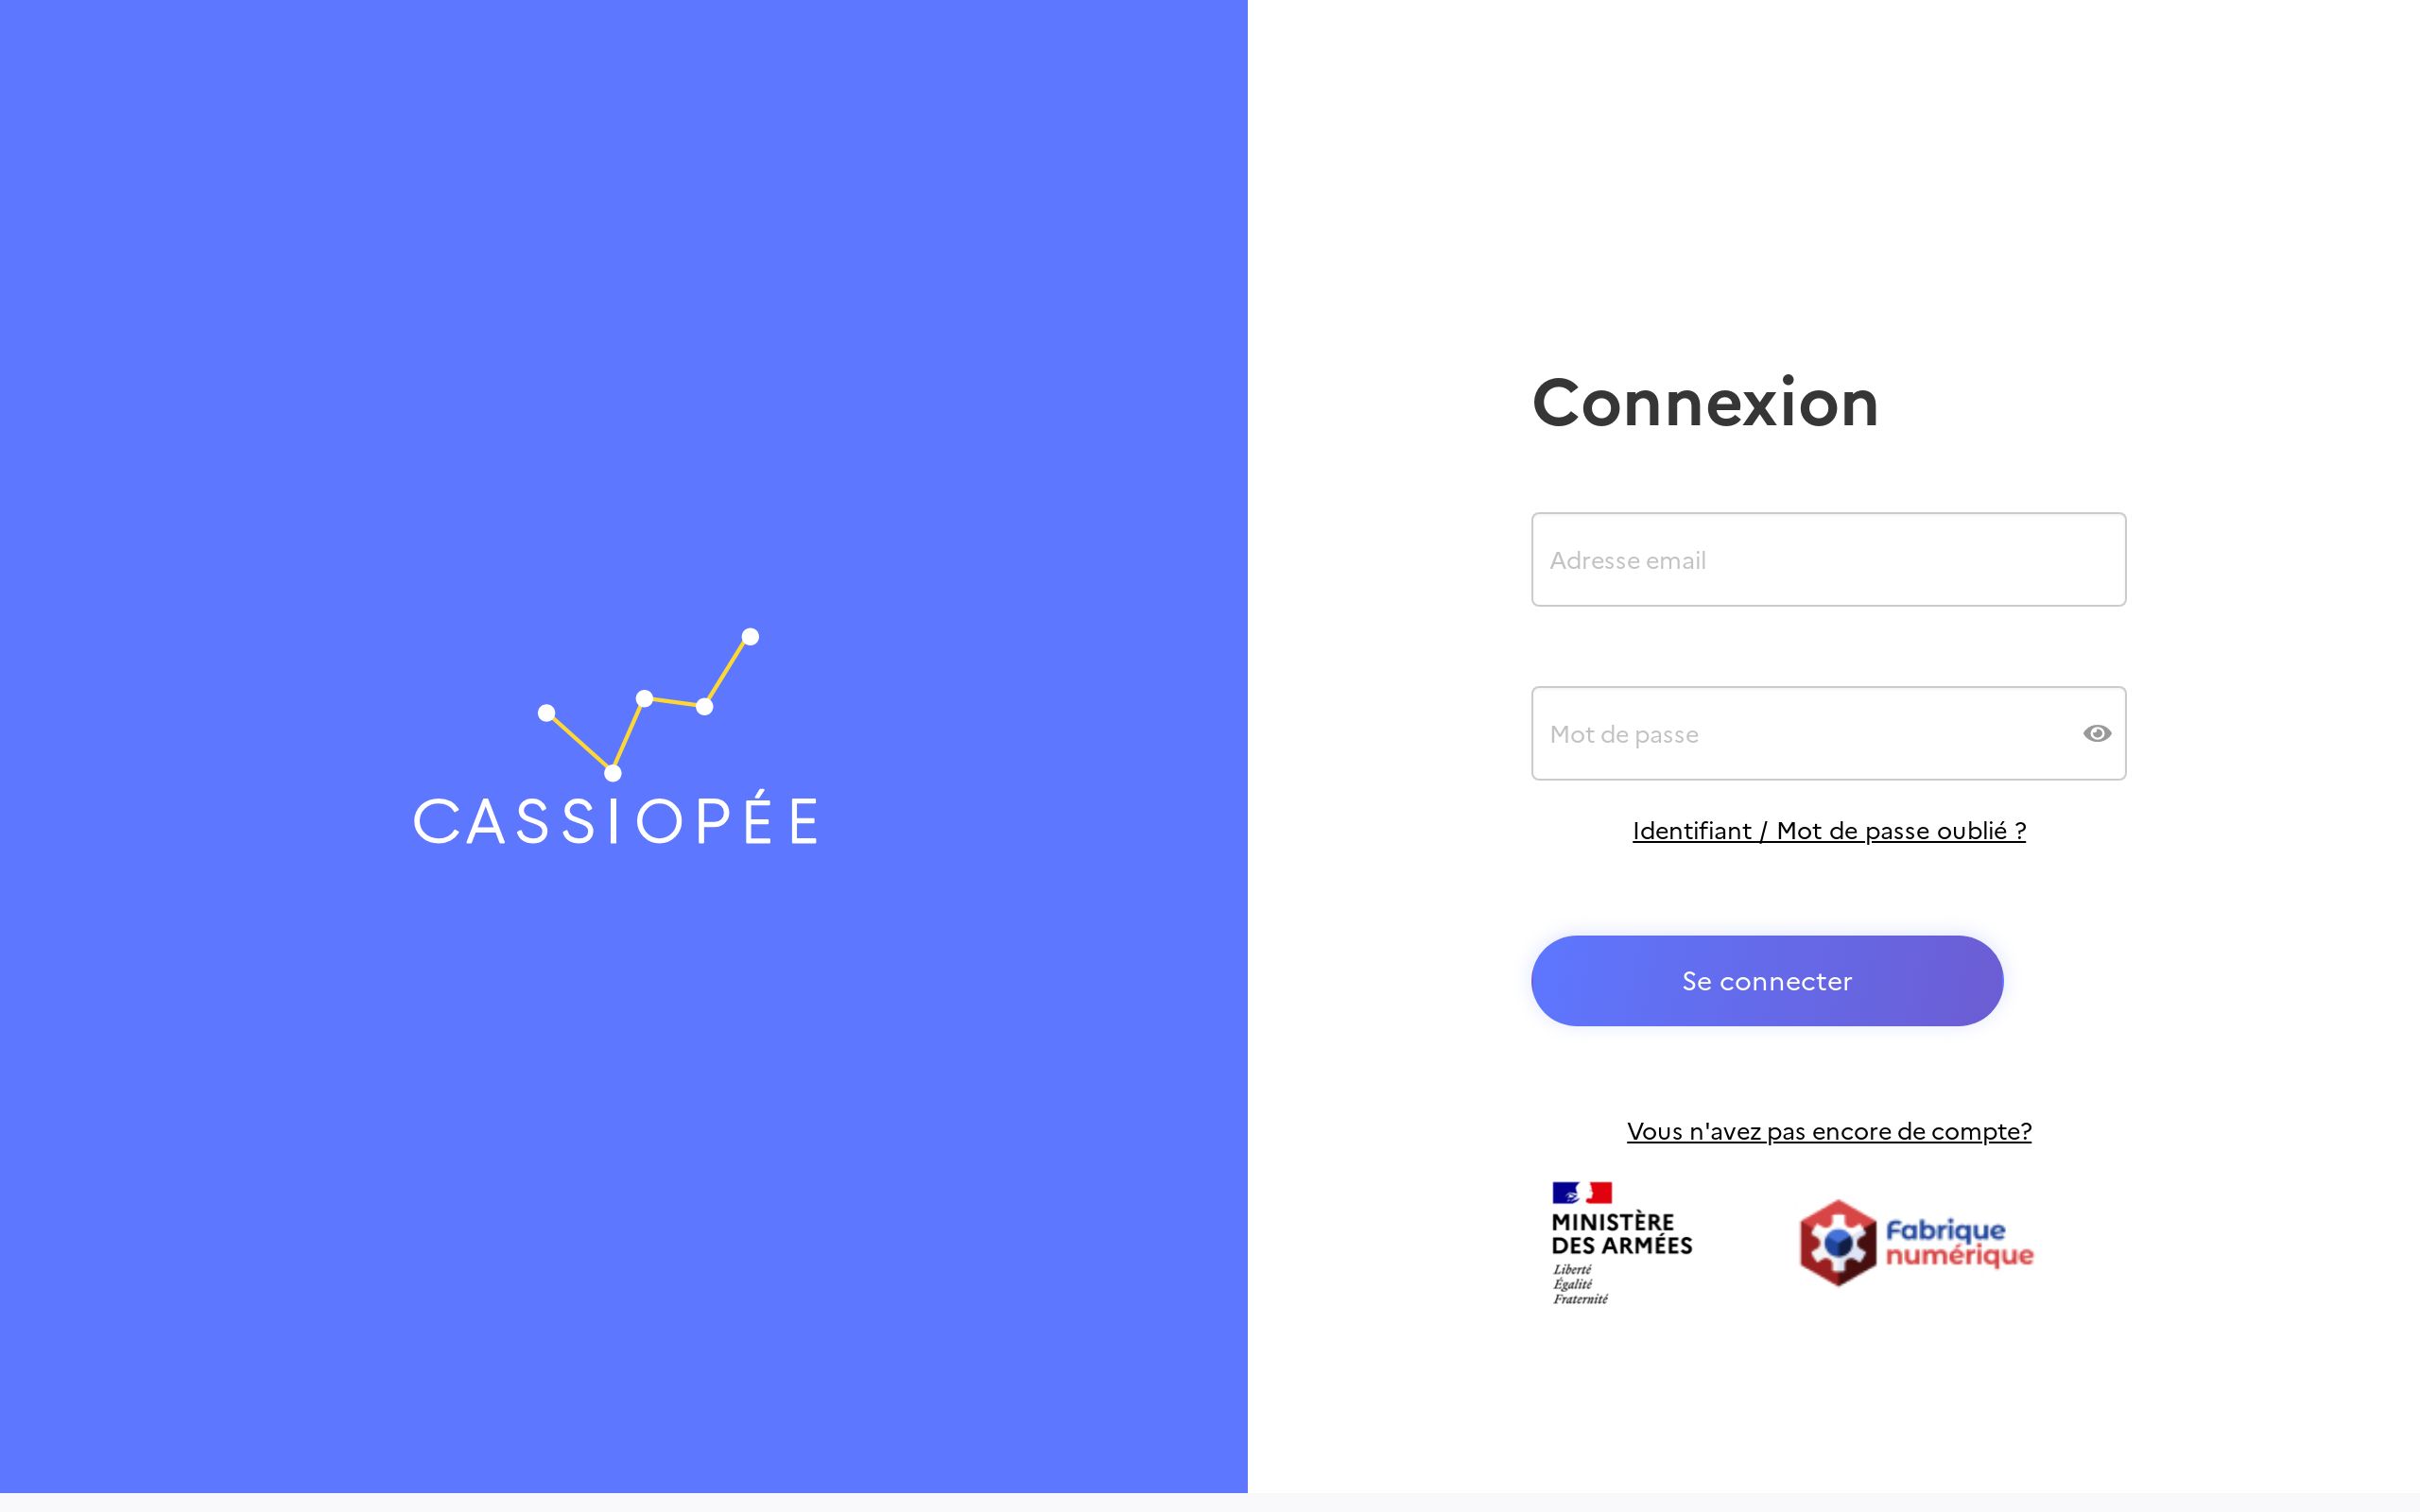 CASSIOPÉE
Connexion
Adresse email
Mot de passe
Identifiant / Mot de passe oublié ?
Se connecter
Vous n'avez pas encore de compte?
MINISTÈRE
DES ARMÉES
Liberté
Égalité
Fraternité
Fabrique
numérique